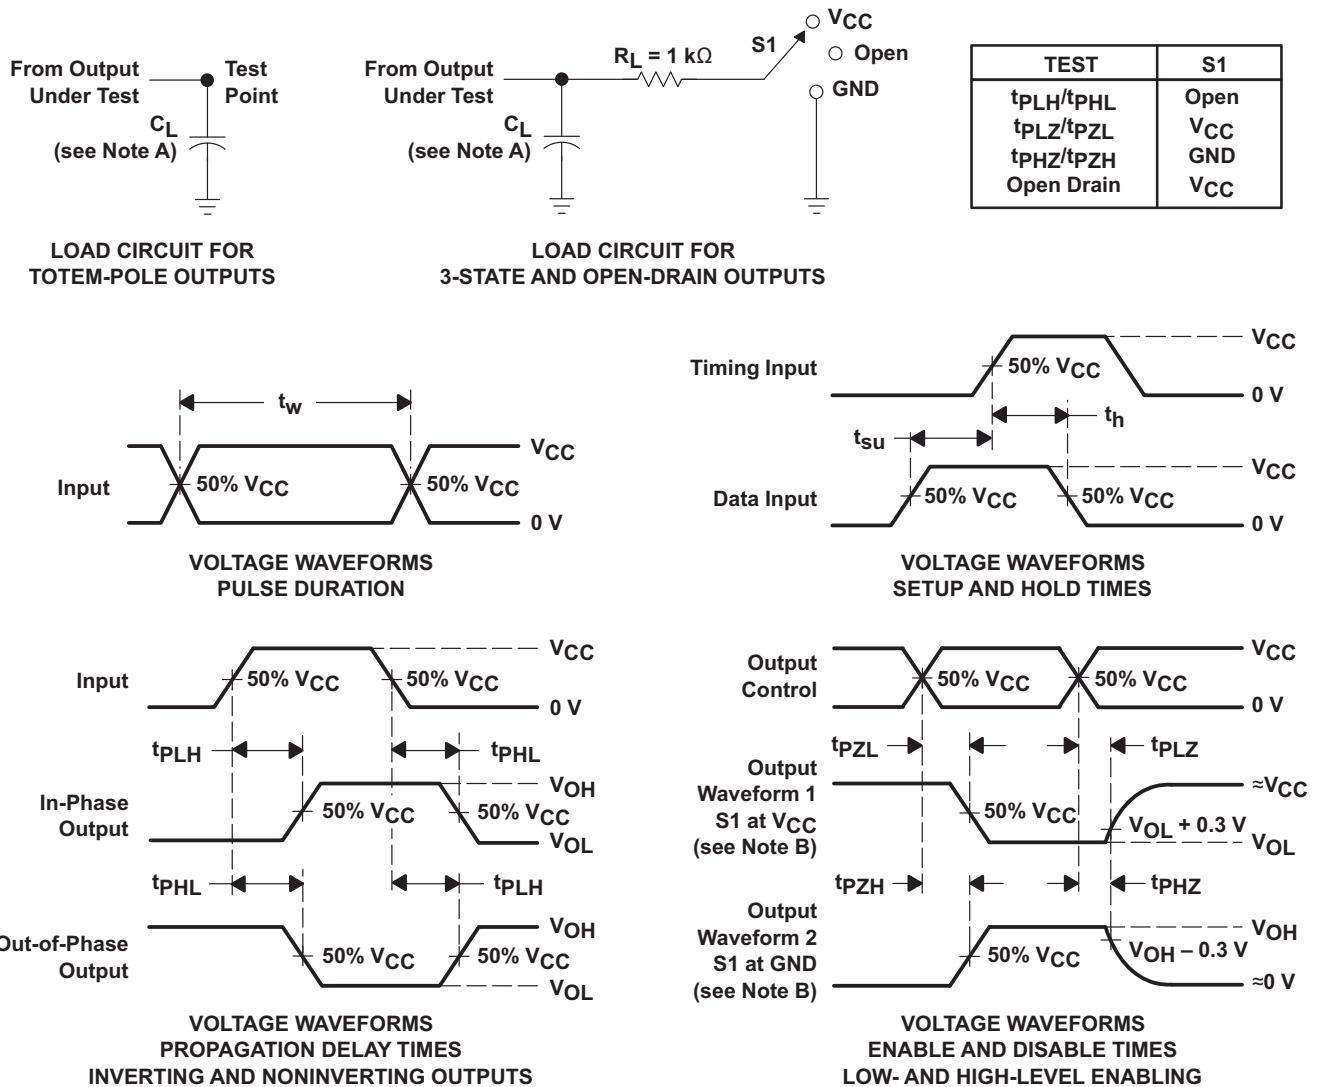 From Output
Under Test
Test
Point
CL
(see Note A)
LOAD CIRCUIT FOR
TOTEM-POLE OUTPUTS
From Output
Under Test
RL = 1 kΩ
S1
VCC
Open
GND
CL
(see Note A)
LOAD CIRCUIT FOR
3-STATE AND OPEN-DRAIN OUTPUTS
TEST S1
tPLH/tPHL Open
tPLZ/tPZL VCC
tPHZ/tPZH GND
Open Drain VCC
tw
Input
50% VCC
50% VCC
VCC
0 V
VOLTAGE WAVEFORMS
PULSE DURATION
Timing Input
50% VCC
VCC
0 V
th
tsu
Data Input
50% VCC
50% VCC
VCC
0 V
VOLTAGE WAVEFORMS
SETUP AND HOLD TIMES
Input
50% VCC
50% VCC
VCC
0 V
tPLH
tPHL
In-Phase
Output
50% VCC
50% VCC
VOH
VOL
tPHL
tPLH
Out-of-Phase
Output
50% VCC
50% VCC
VOH
VOL
VOLTAGE WAVEFORMS
PROPAGATION DELAY TIMES
INVERTING AND NONINVERTING OUTPUTS
Output
Control
50% VCC
50% VCC
VCC
0 V
tPZL
tPLZ
Output
Waveform 1
S1 at VCC
(see Note B)
50% VCC
VOL + 0.3 V
≈VCC
VOL
tPZH
tPHZ
Output
Waveform 2
S1 at GND
(see Note B)
50% VCC
VOH – 0.3 V
VOH
≈0 V
VOLTAGE WAVEFORMS
ENABLE AND DISABLE TIMES
LOW- AND HIGH-LEVEL ENABLING